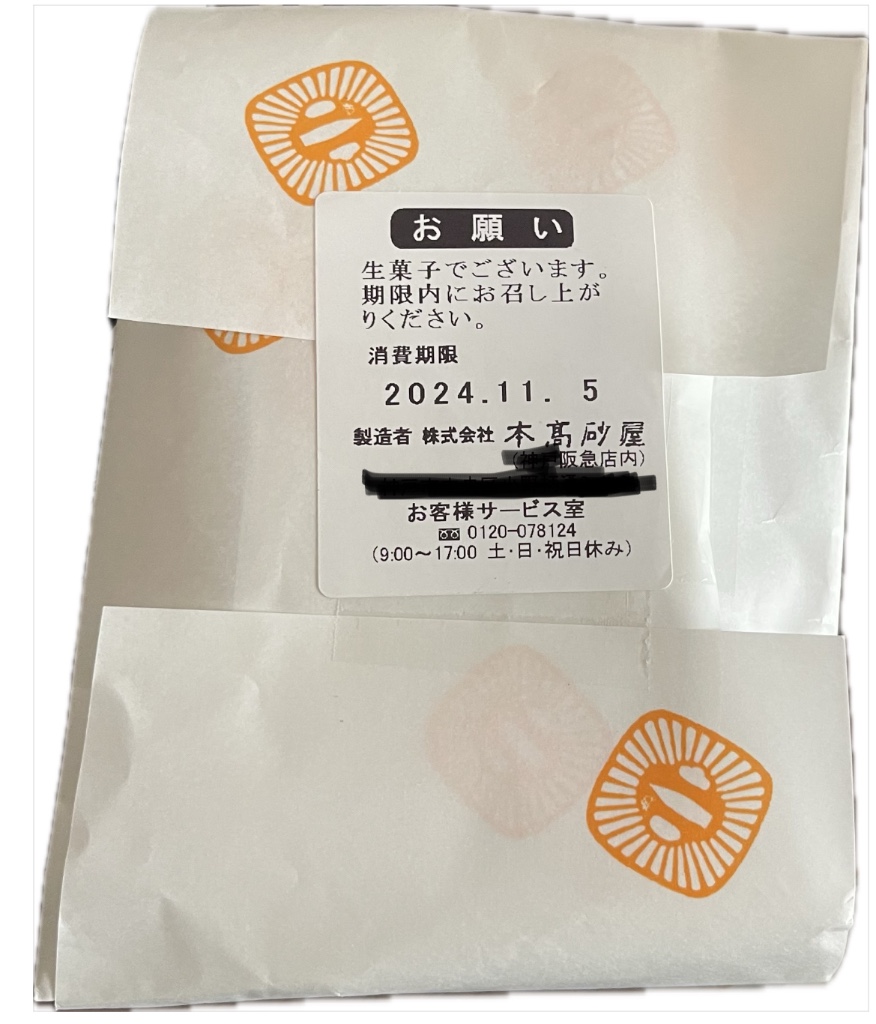 お願い
生菓子でございます。
期限内にお召し上が
りください。
消費期限
2024.11. 5
製造者 株式会社 本髙砂屋
阪急店内)
お客様サービス室
0120-078124
(9:00～17:00 土・日・祝日休み)